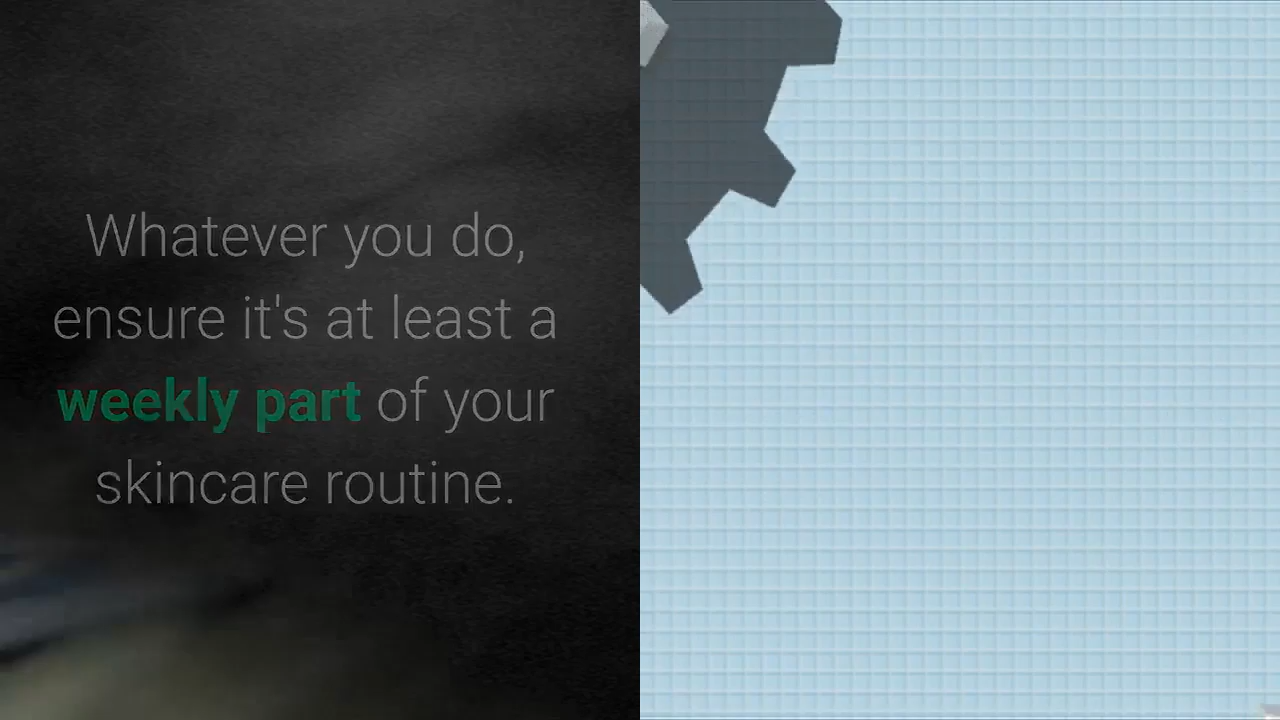 Whatever you do,
ensure it's at least a
weekly part of your
skincare routine.